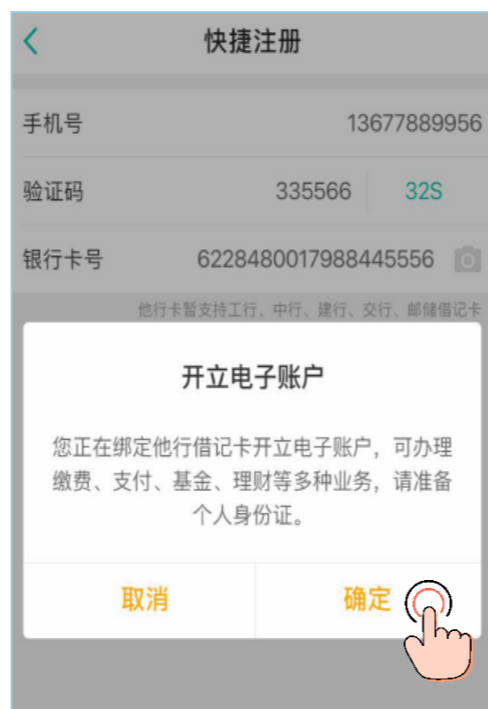 快捷注册
手机号 13677889956
验证码 335566 32S
银行卡号 6228480017988445556
他行卡暂支持工行、中行、建行、交行、邮储借记卡
开立电子账户
您正在绑定他行借记卡开立电子账户，可办理
缴费、支付、基金、理财等多种业务，请准备
个人身份证。
取消 确定